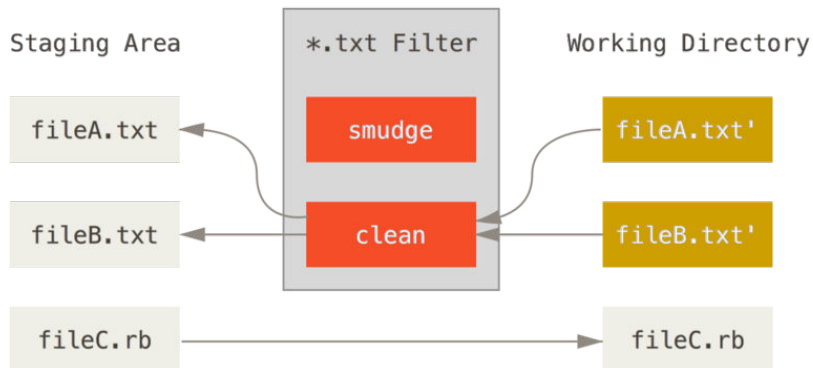 Staging Area
*.txt Filter
Working Directory
fileA.txt
smudge
fileA.txt'
fileB.txt
clean
fileB.txt'
fileC.rb
fileC.rb